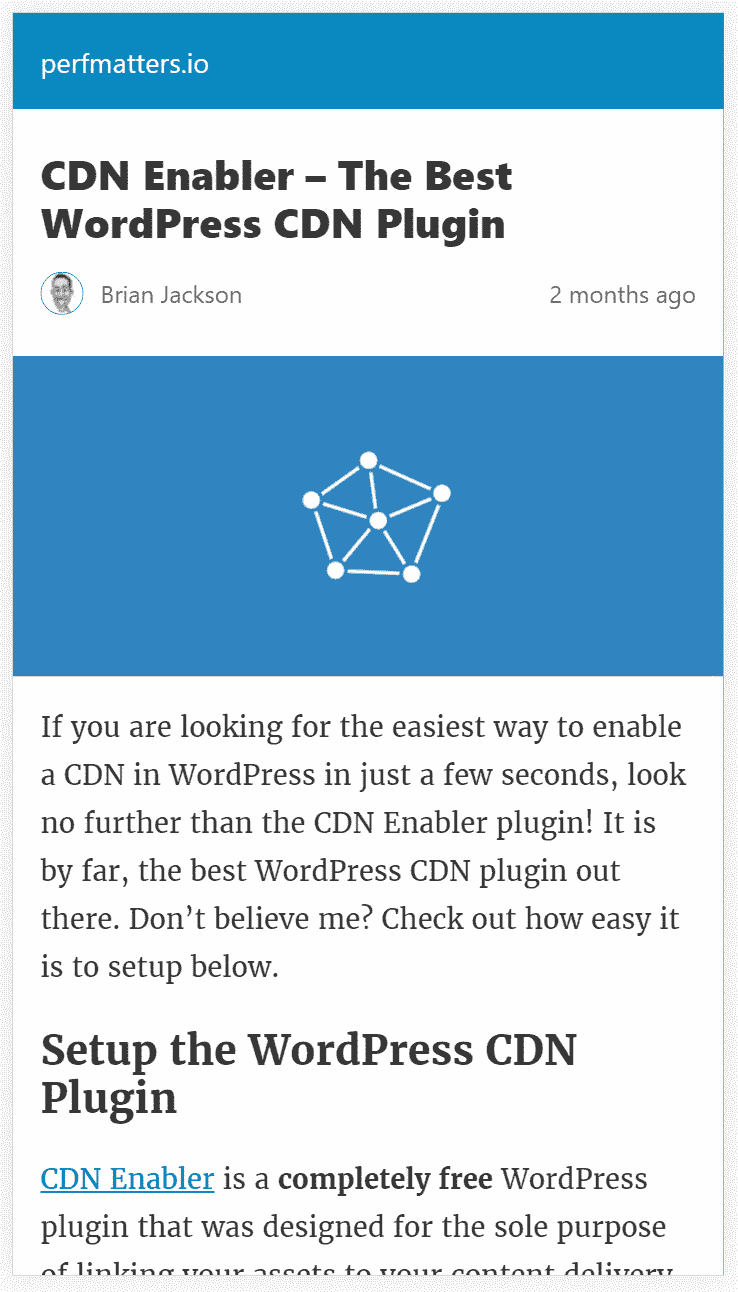 perfmatters.io
CDN Enabler – The Best
WordPress CDN Plugin
Brian Jackson
2 months ago
If you are looking for the easiest way to enable
a CDN in WordPress in just a few seconds, look
no further than the CDN Enabler plugin! It is
by far, the best WordPress CDN plugin out
there. Don’t believe me? Check out how easy it
is to setup below.
Setup the WordPress CDN
Plugin
CDN Enabler is a completely free WordPress
plugin that was designed for the sole purpose
of linking your assets to your content delivery